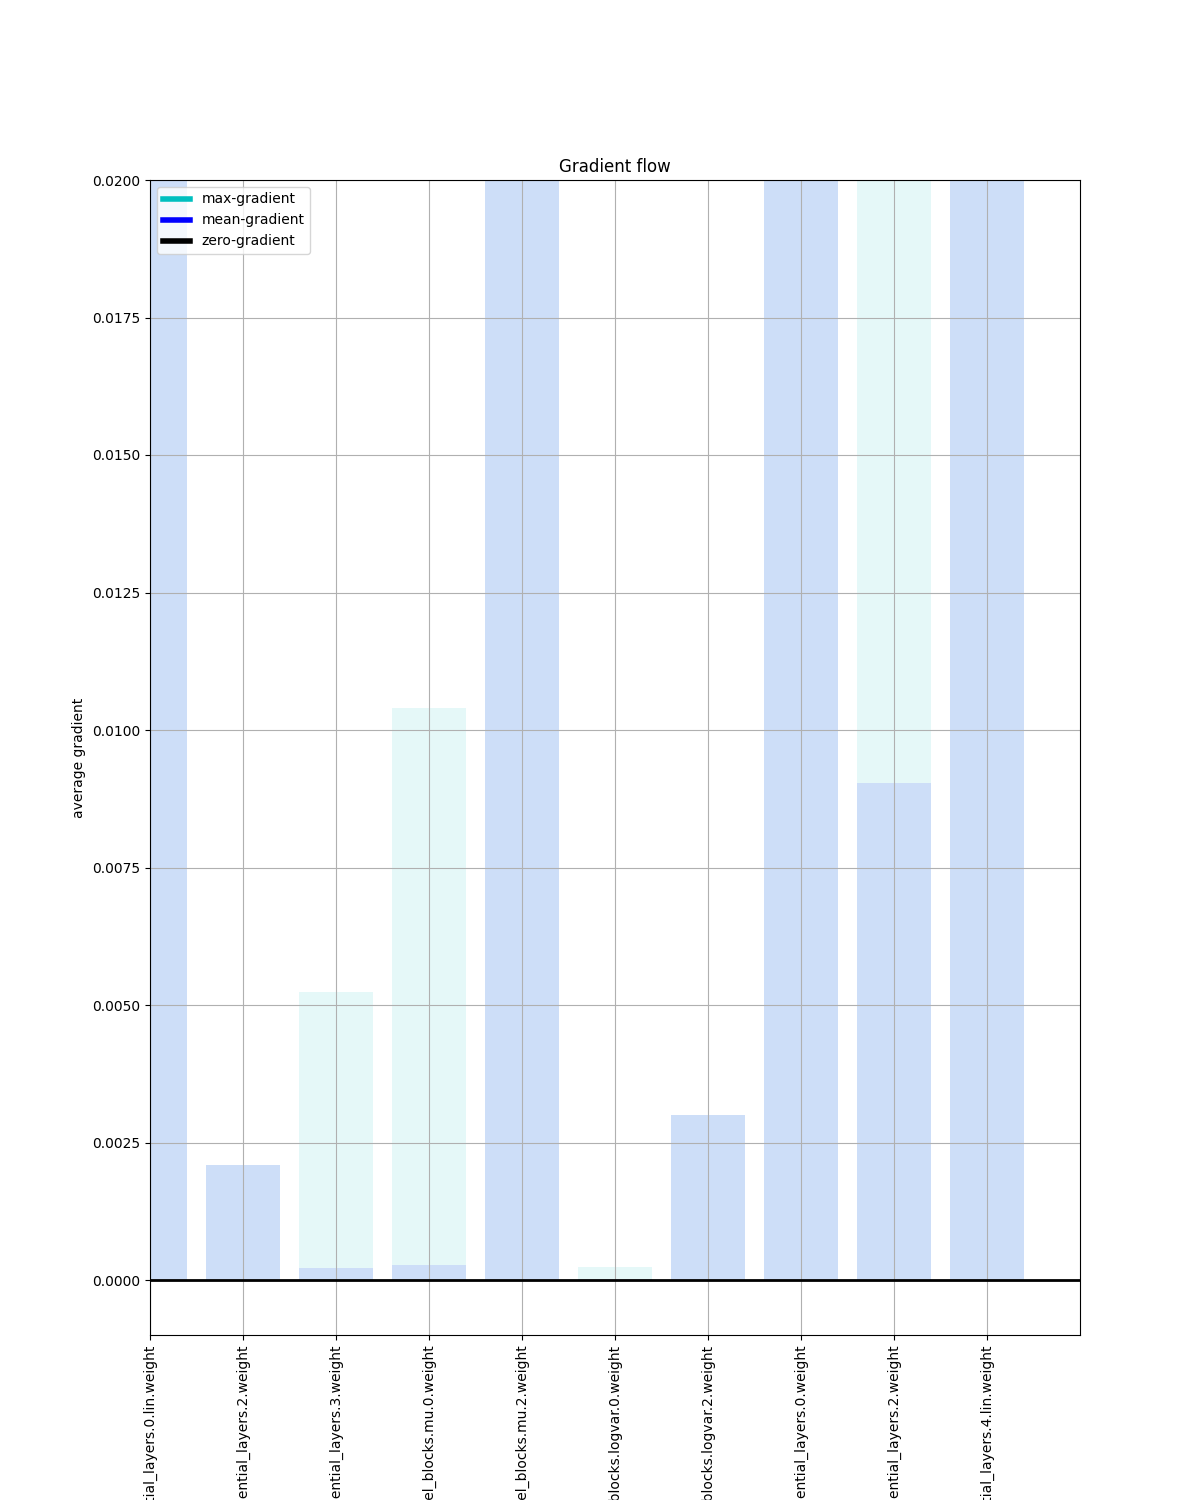 Gradient flow
max-gradient
mean-gradient
zero-gradient
0.0200
0.0175
0.0150
0.0125
0.0100
0.0075
0.0050
0.0025
0.0000
average gradient
tial_layers.0.lin.weight
ential_layers.2.weight
ential_layers.3.weight
el_blocks.mu.0.weight
el_blocks.mu.2.weight
blocks.logvar.0.weight
blocks.logvar.2.weight
ential_layers.0.weight
ential_layers.2.weight
tial_layers.4.lin.weight